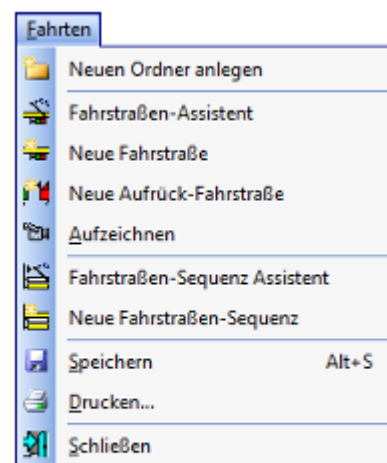 Fahrten
Neuen Ordner anlegen
Fahrstraßen-Assistent
Neue Fahrstraße
Neue Aufrück-Fahrstraße
Aufzeichnen
Fahrstraßen-Sequenz Assistent
Neue Fahrstraßen-Sequenz
Speichern Alt+S
Drucken...
Schließen